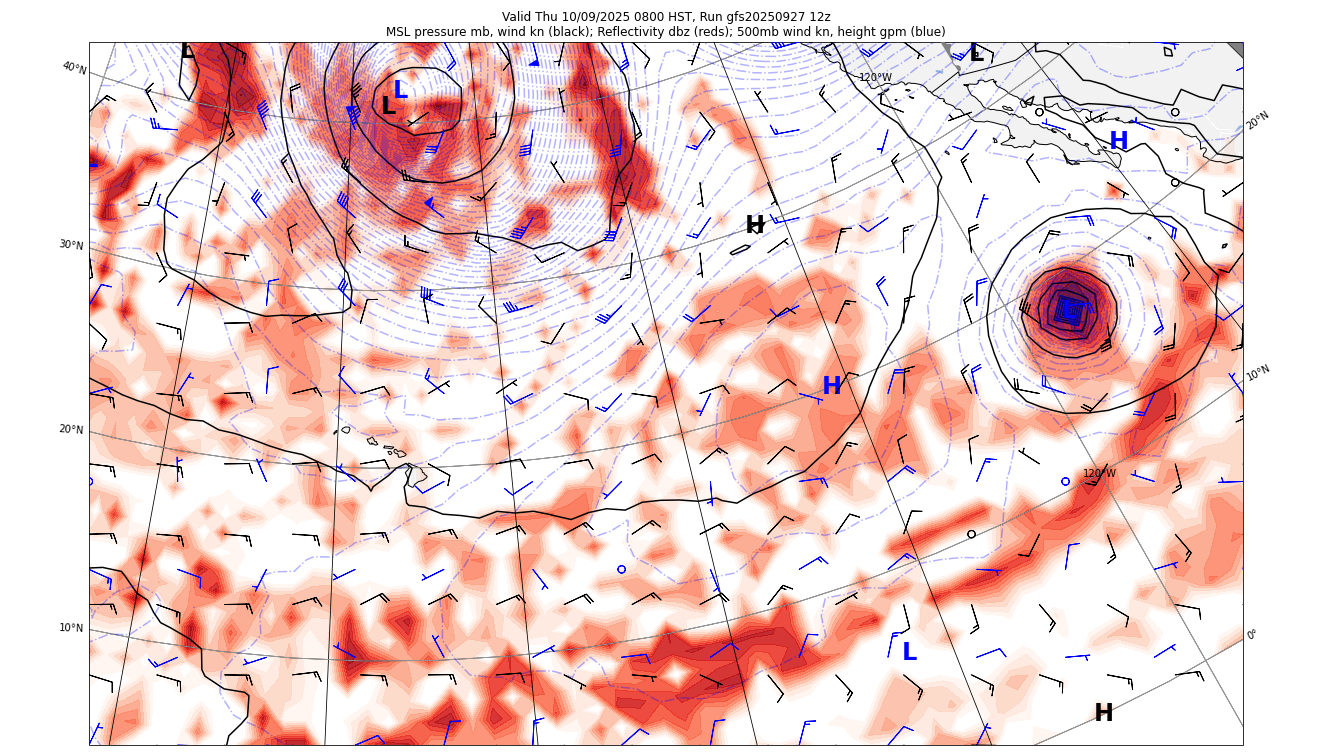 Valid Thu 10/09/2025 0800 HST, Run gfs20250927 12z
MSL pressure mb, wind kn (black); Reflectivity dbz (reds); 500mb wind kn, height gpm (blue)
L
L
40°N
120°W
L
L
20°N
H
H
30°N
10°N
H
20°N
120°W
10°N
0°
L
H